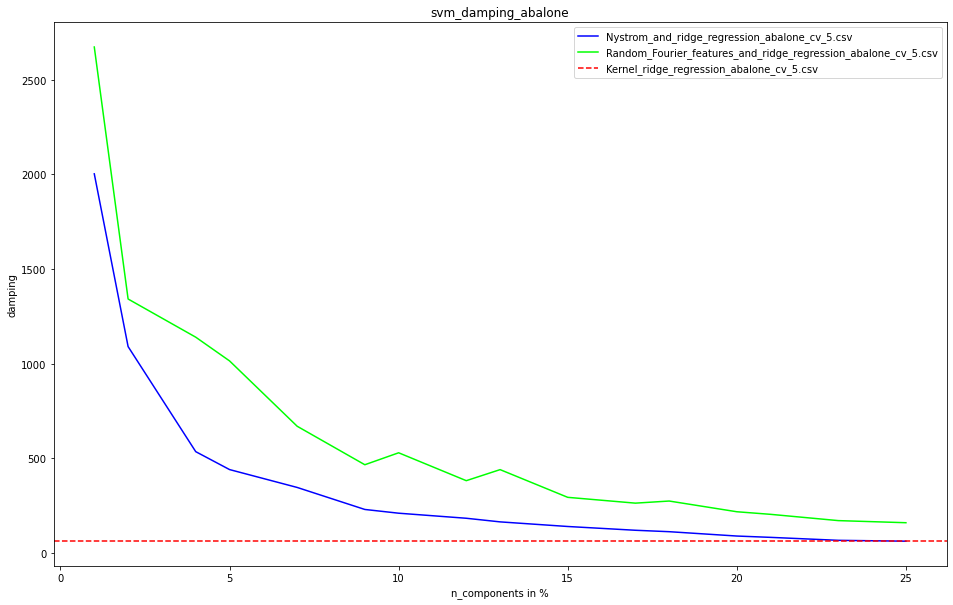 svm_damping_abalone
Nystrom_and_ridge_regression_abalone_cv_5.csv
Random_Fourier_features_and_ridge_regression_abalone_cv_5.csv
Kernel_ridge_regression_abalone_cv_5.csv
damping
2500
2000
1500
1000
500
0
0 5 10 15 20 25
n_components in %